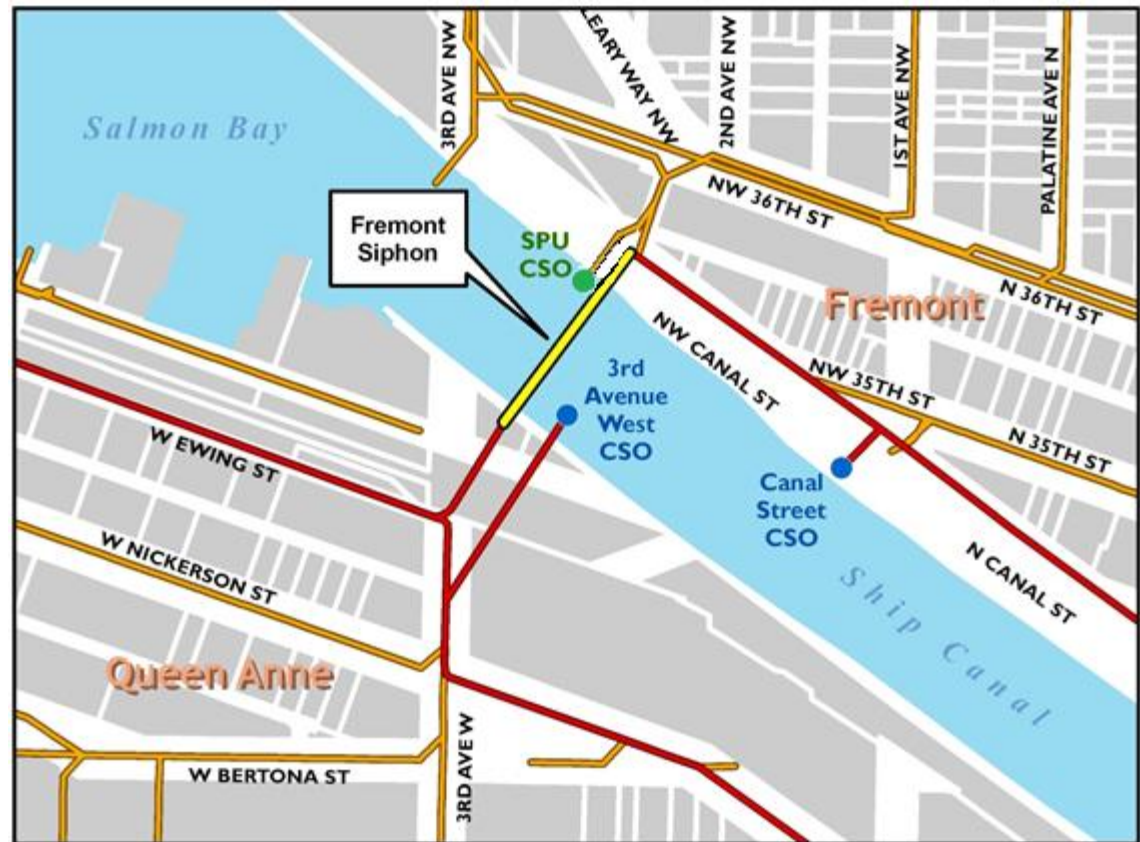 3RD AVE NW
LEARY WAY NW
2ND AVE NW
1ST AVE NW
PALATINE AVE N
Salmon Bay
NW 36TH ST
Fremont
Siphon
SPU
CSO
N 36TH ST
Fremont
NW CANAL ST
3rd
Avenue
West
CSO
NW 35TH ST
N 35TH ST
W EWING ST
Canal
Street
CSO
W NICKERSON ST
N CANAL ST
Ship Canal
Queen Anne
3RD AVE W
W BERTONA ST